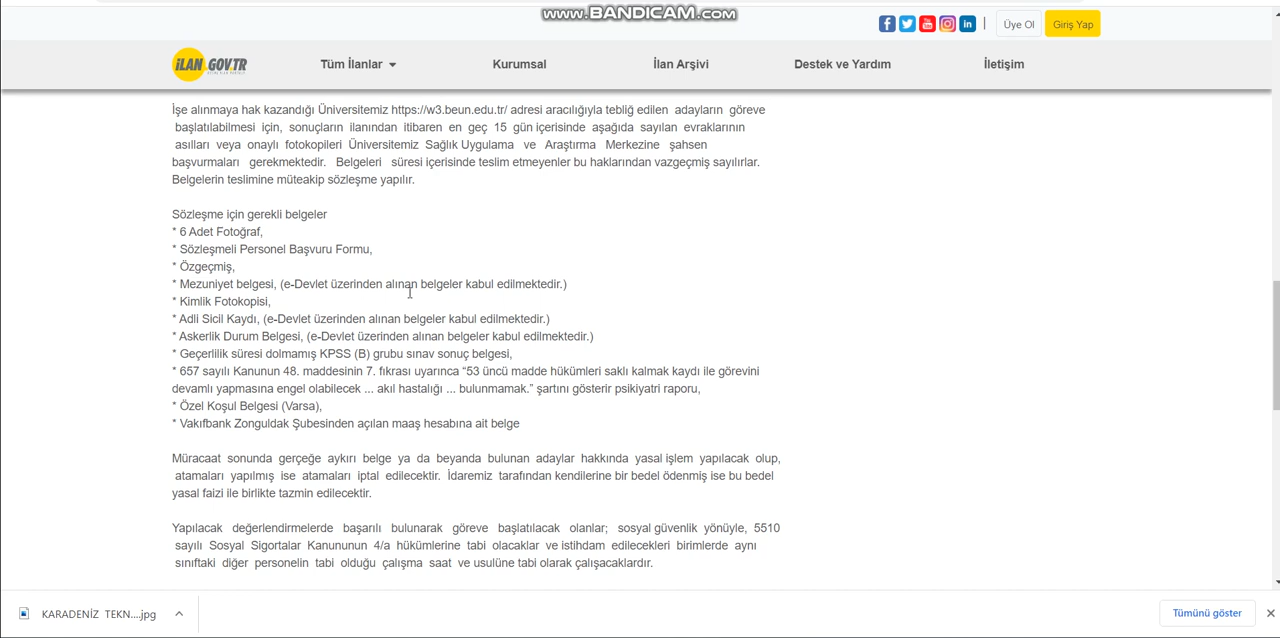 www.BANDICAM.com
Üye Ol
Giriş Yap
iLAN GOV.TR
Tüm İlanlar
Kurumsal
İlan Arşivi
Destek ve Yardım
İletişim
İşe alınmaya hak kazandığı Üniversitemiz https://w3.beun.edu.tr/ adresi aracılığıyla tebliğ edilen adayların göreve
başlatılabilmesi için, sonuçların ilanından itibaren en geç 15 gün içerisinde aşağıda sayılan evraklarının
asılları veya onaylı fotokopileri Üniversitemiz Sağlık Uygulama ve Araştırma Merkezine şahsen
başvurmaları gerekmektedir. Belgeleri süresi içerisinde teslim etmeyenler bu haklarından vazgeçmiş sayılırlar.
Belgelerin teslimine müteakip sözleşme yapılır.
Sözleşme için gerekli belgeler
* 6 Adet Fotoğraf,
* Sözleşmeli Personel Başvuru Formu,
* Özgeçmiş,
* Mezuniyet belgesi, (e-Devlet üzerinden alınan belgeler kabul edilmektedir.)
* Kimlik Fotokopisi,
* Adli Sicil Kaydı, (e-Devlet üzerinden alınan belgeler kabul edilmektedir.)
* Askerlik Durum Belgesi, (e-Devlet üzerinden alınan belgeler kabul edilmektedir.)
* Geçerlilik süresi dolmamış KPSS (B) grubu sınav sonuç belgesi,
* 657 sayılı Kanunun 48. maddesinin 7. fıkrası uyarınca “53 üncü madde hükümleri saklı kalmak kaydı ile görevini
devamlı yapmasına engel olabilecek ... akıl hastalığı ... bulunmamak.” şartını gösterir psikiyatri raporu,
* Özel Koşul Belgesi (Varsa),
* Vakıfbank Zonguldak Şubesinden açılan maaş hesabına ait belge
Müracaat sonunda gerçeğe aykırı belge ya da beyanda bulunan adaylar hakkında yasal işlem yapılacak olup,
atamaları yapılmış ise atamaları iptal edilecektir. İdaremiz tarafından kendilerine bir bedel ödenmiş ise bu bedel
yasal faizi ile birlikte tazmin edilecektir.
Yapılacak değerlendirmelerde başarılı bulunarak göreve başlatılacak olanlar; sosyal güvenlik yönüyle, 5510
sayılı Sosyal Sigortalar Kanununun 4/a hükümlerine tabi olacaklar ve istihdam edilecekleri birimlerde aynı
sınıftaki diğer personelin tabi olduğu çalışma saat ve usulüne tabi olarak çalışacaklardır.
KARADENİZ TEKN....jpg
Tümünü göster